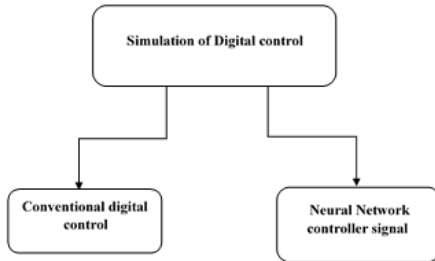 Simulation of Digital control
Conventional digital
control
Neural Network
controller signal